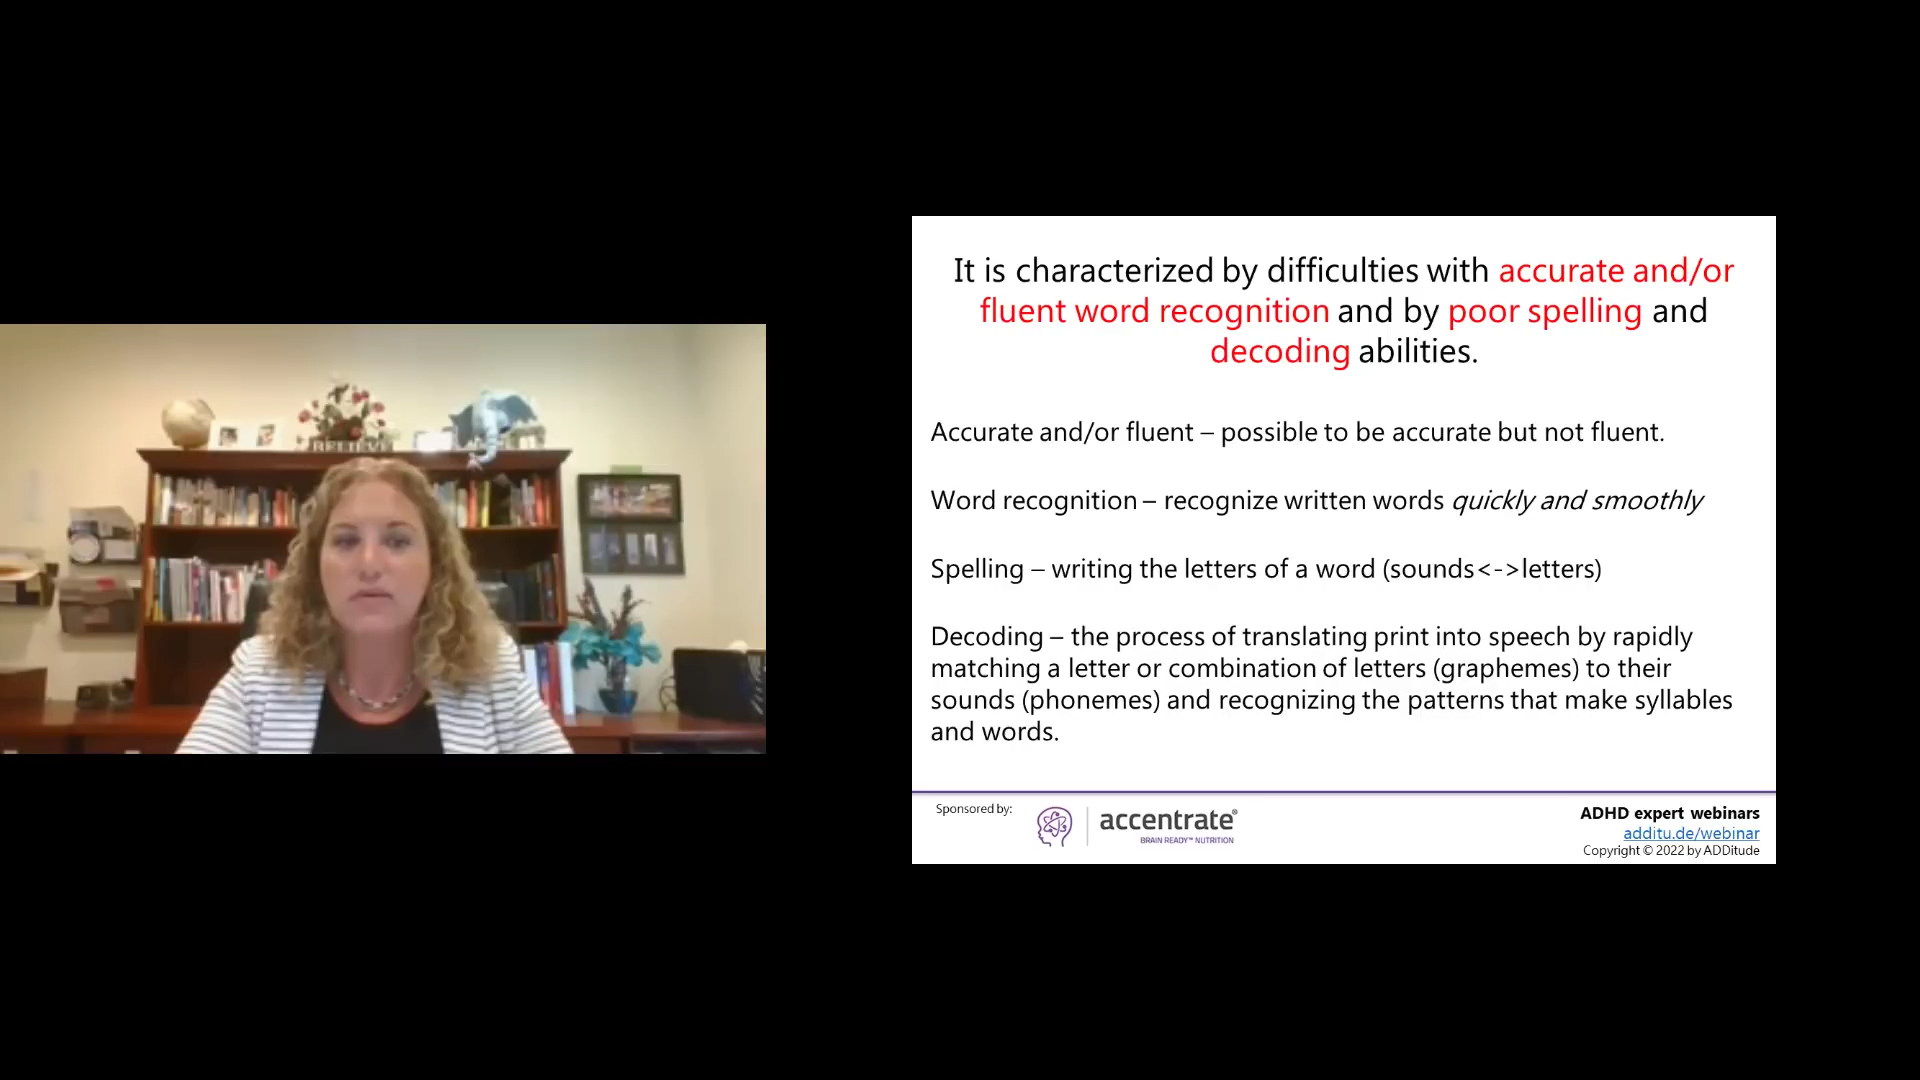 BELIEVE
It is characterized by difficulties with accurate and/or
fluent word recognition and by poor spelling and
decoding abilities.
Accurate and/or fluent – possible to be accurate but not fluent.
Word recognition – recognize written words quickly and smoothly
Spelling – writing the letters of a word (sounds<->letters)
Decoding – the process of translating print into speech by rapidly
matching a letter or combination of letters (graphemes) to their
sounds (phonemes) and recognizing the patterns that make syllables
and words.
Sponsored by:
accentrate®
BRAIN READY™ NUTRITION
ADHD expert webinars
additu.de/webinar
Copyright © 2022 by ADDitude